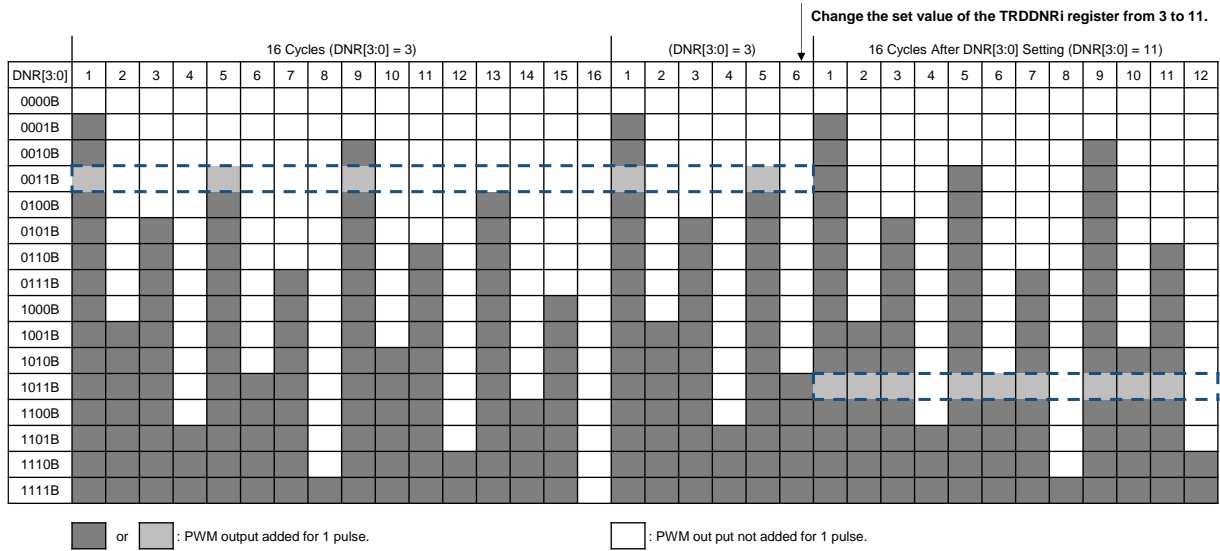 Change the set value of the TRDDNRi register from 3 to 11.
16 Cycles (DNR[3:0] = 3) (DNR[3:0] = 3) 16 Cycles After DNR[3:0] Setting (DNR[3:0] = 11)
DNR[3:0] 1 2 3 4 5 6 7 8 9 10 11 12 13 14 15 16 1 2 3 4 5 6 1 2 3 4 5 6 7 8 9 10 11 12
0000B
0001B
0010B
0011B
0100B
0101B
0110B
0111B
1000B
1001B
1010B
1011B
1100B
1101B
1110B
1111B
or : PWM output added for 1 pulse. : PWM out put not added for 1 pulse.